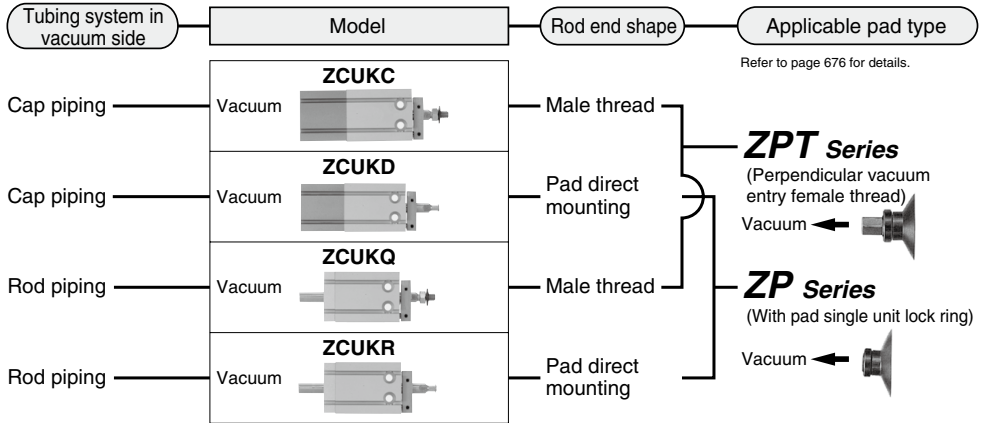 Tubing system in
vacuum side
Model
Rod end shape
Applicable pad type
Refer to page 676 for details.
ZCUKC
Cap piping
Vacuum
Male thread
ZPT Series
(Perpendicular vacuum
entry female thread)
Vacuum
ZCUKD
Cap piping
Vacuum
Pad direct
mounting
ZCUKQ
Rod piping
Vacuum
Male thread
ZP Series
(With pad single unit lock ring)
Vacuum
ZCUKR
Rod piping
Vacuum
Pad direct
mounting